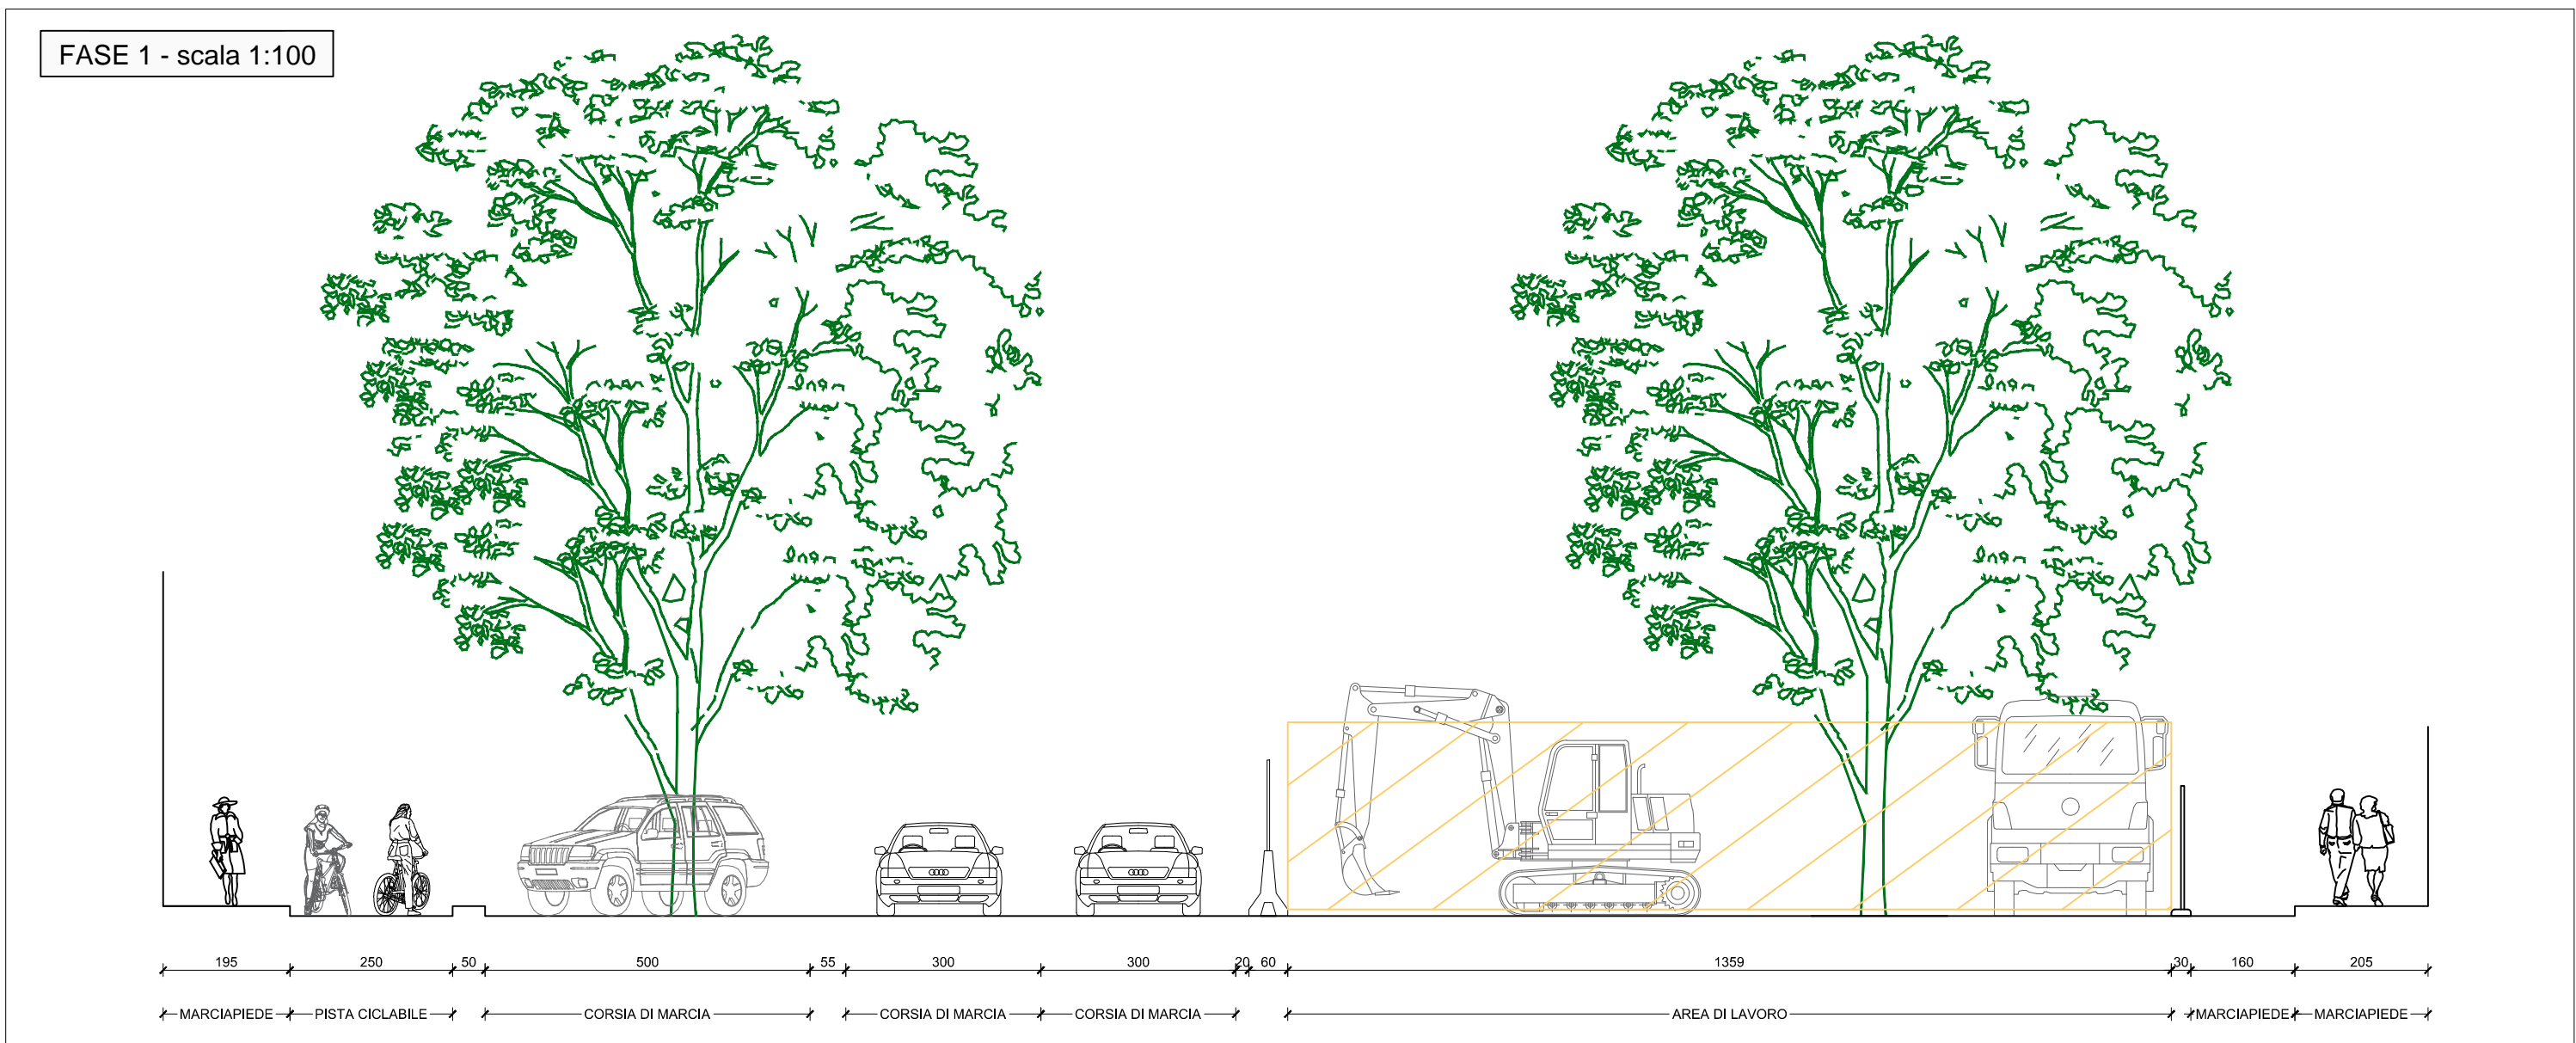 FASE 1 - scala 1:100
195 250 50 500 55 300 300 20 60 1359 30 160 205
MARCIAPIEDE PISTA CICLABILE CORSIA DI MARCIA CORSIA DI MARCIA CORSIA DI MARCIA AREA DI LAVORO MARCIAPIEDE MARCIAPIEDE